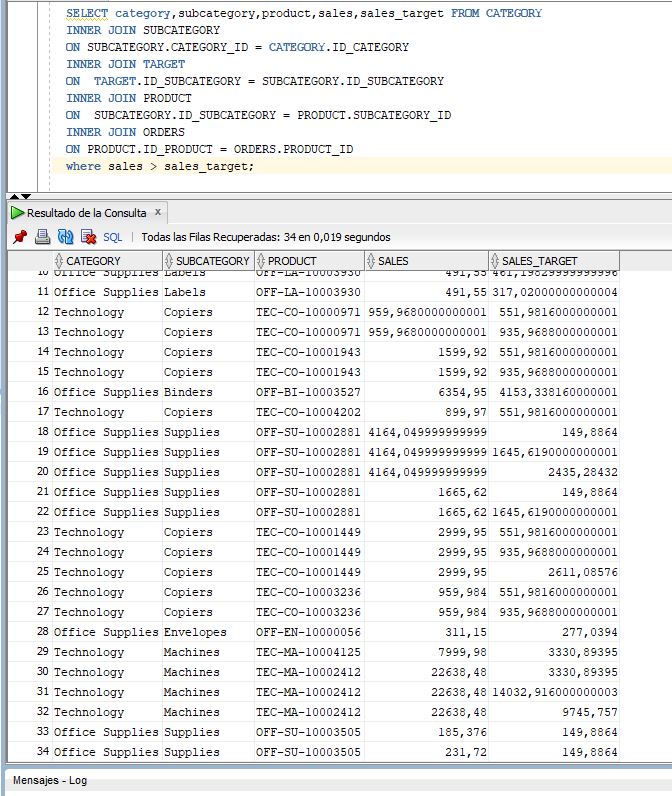 SELECT category,subcategory,product,sales,sales_target FROM CATEGORY
INNER JOIN SUBCATEGORY
ON SUBCATEGORY.CATEGORY_ID = CATEGORY.ID_CATEGORY
INNER JOIN TARGET
ON  TARGET.ID_SUBCATEGORY = SUBCATEGORY.ID_SUBCATEGORY
INNER JOIN PRODUCT
ON  SUBCATEGORY.ID_SUBCATEGORY = PRODUCT.SUBCATEGORY_ID
INNER JOIN ORDERS
ON PRODUCT.ID_PRODUCT = ORDERS.PRODUCT_ID
where sales > sales_target;
Resultado de la Consulta x
SQL | Todas las Filas Recuperadas: 34 en 0,019 segundos
CATEGORY SUBCATEGORY PRODUCT SALES SALES_TARGET
10 Office Supplies Labels OFF-LA-10003930 491,55 461,19829999999996
11 Office Supplies Labels OFF-LA-10003930 491,55 317,02000000000004
12 Technology Copiers TEC-CO-10000971 959,9680000000001 551,9816000000001
13 Technology Copiers TEC-CO-10000971 959,9680000000001 935,9688000000001
14 Technology Copiers TEC-CO-10001943 1599,92 551,9816000000001
15 Technology Copiers TEC-CO-10001943 1599,92 935,9688000000001
16 Office Supplies Binders OFF-BI-10003527 6354,95 4153,338160000001
17 Technology Copiers TEC-CO-10004202 899,97 551,9816000000001
18 Office Supplies Supplies OFF-SU-10002881 4164,049999999999 149,8864
19 Office Supplies Supplies OFF-SU-10002881 4164,049999999999 1645,6190000000001
20 Office Supplies Supplies OFF-SU-10002881 4164,049999999999 2435,28432
21 Office Supplies Supplies OFF-SU-10002881 1665,62 149,8864
22 Office Supplies Supplies OFF-SU-10002881 1665,62 1645,6190000000001
23 Technology Copiers TEC-CO-10001449 2999,95 551,9816000000001
24 Technology Copiers TEC-CO-10001449 2999,95 935,9688000000001
25 Technology Copiers TEC-CO-10001449 2999,95 2611,08576
26 Technology Copiers TEC-CO-10003236 959,984 551,9816000000001
27 Technology Copiers TEC-CO-10003236 959,984 935,9688000000001
28 Office Supplies Envelopes OFF-EN-10000056 311,15 277,0394
29 Technology Machines TEC-MA-10004125 7999,98 3330,89395
30 Technology Machines TEC-MA-10002412 22638,48 3330,89395
31 Technology Machines TEC-MA-10002412 22638,48 14032,916000000003
32 Technology Machines TEC-MA-10002412 22638,48 9745,757
33 Office Supplies Supplies OFF-SU-10003505 185,376 149,8864
34 Office Supplies Supplies OFF-SU-10003505 231,72 149,8864
Mensajes - Log